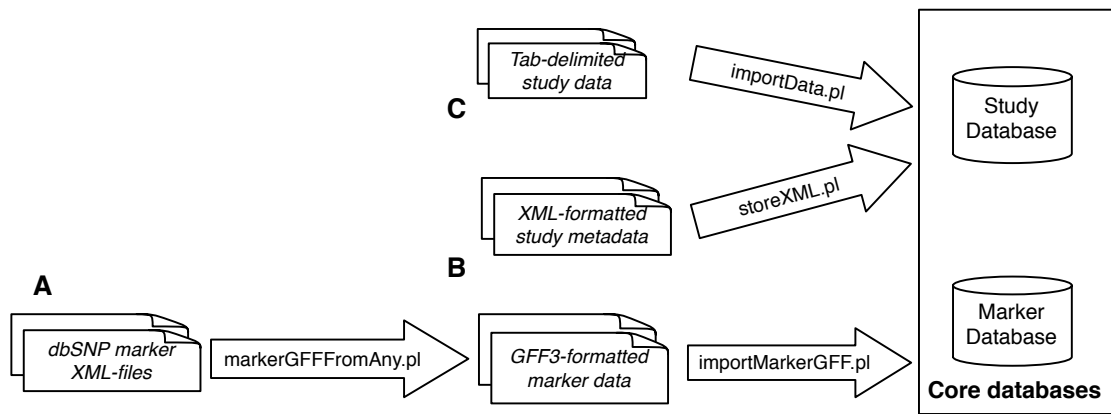 Tab-delimited
study data
C
importData.pl
Study
Database
XML-formatted
study metadata
B
storeXML.pl
A
dbSNP marker
XML-files
markerGFFFromAny.pl
GFF3-formatted
marker data
importMarkerGFF.pl
Marker
Database
Core databases